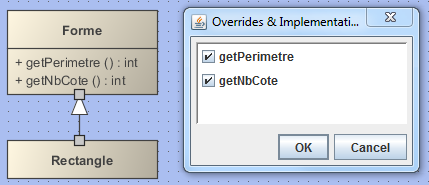 Forme
+ getPerimetre () : int
+ getNbCote () : int
Rectangle
Overrides & Implementati...
getPerimetre
getNbCote
OK
Cancel